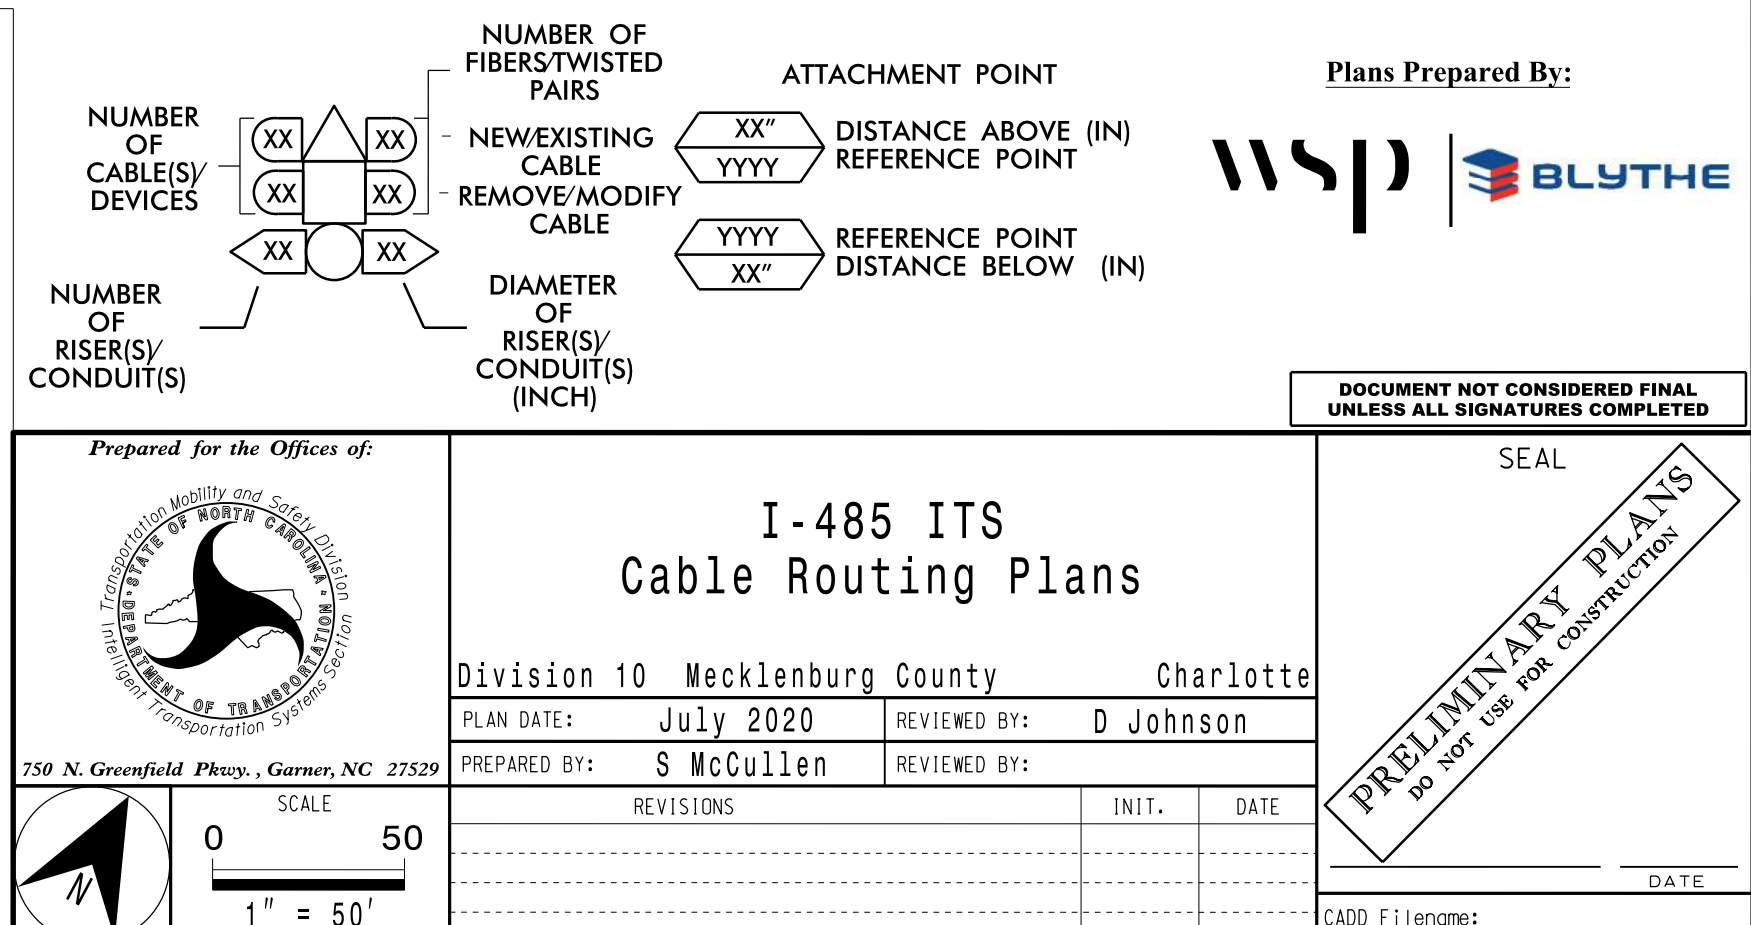 NUMBER OF
FIBERS/TWISTED
PAIRS
NUMBER
OF
CABLE(S)/
DEVICES
XX
XX
XX
XX
XX
XX
NEW/EXISTING
CABLE
REMOVE/MODIFY
CABLE
NUMBER
OF
RISER(S)/
CONDUIT(S)
DIAMETER
OF
RISER(S)/
CONDUIT(S)
(INCH)
ATTACHMENT POINT
XX"
YYYY
DISTANCE ABOVE (IN)
REFERENCE POINT
YYYY
XX"
REFERENCE POINT
DISTANCE BELOW (IN)
Plans Prepared By:
wsp
BLYTHE
DOCUMENT NOT CONSIDERED FINAL
UNLESS ALL SIGNATURES COMPLETED
Prepared for the Offices of:
Transportation Mobility and Safety Division
Intelligent Transportation Systems Section
STATE OF NORTH CAROLINA
DEPARTMENT OF TRANSPORTATION
750 N. Greenfield Pkwy. , Garner, NC 27529
I-485 ITS
Cable Routing Plans
Division 10 Mecklenburg County Charlotte
PLAN DATE: July 2020 REVIEWED BY: D Johnson
PREPARED BY: S McCullen REVIEWED BY:
SCALE
0 50
1" = 50'
N
REVISIONS INIT. DATE
SEAL
PRELIMINARY PLANS
DO NOT USE FOR CONSTRUCTION
DATE
CADD Filename: